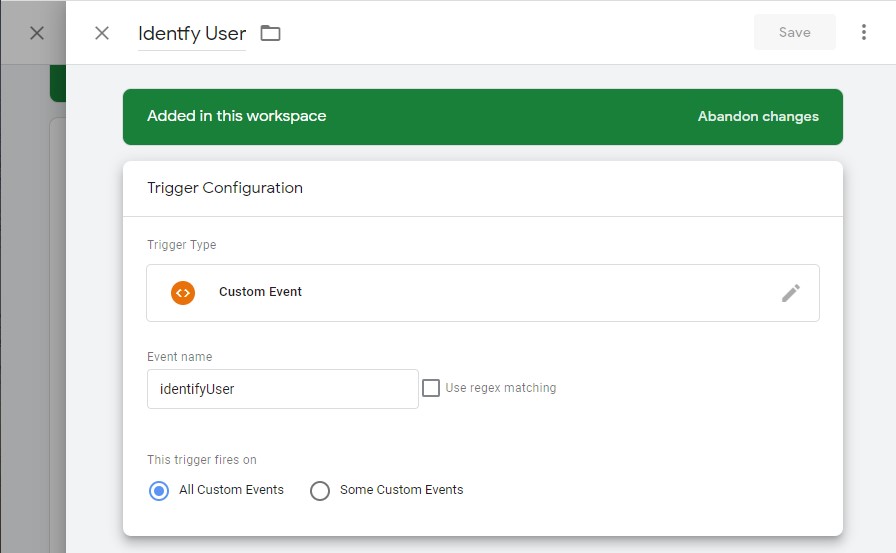 Identfy User
Save
Added in this workspace
Abandon changes
Trigger Configuration
Trigger Type
Custom Event
Event name
identifyUser
Use regex matching
This trigger fires on
All Custom Events
Some Custom Events